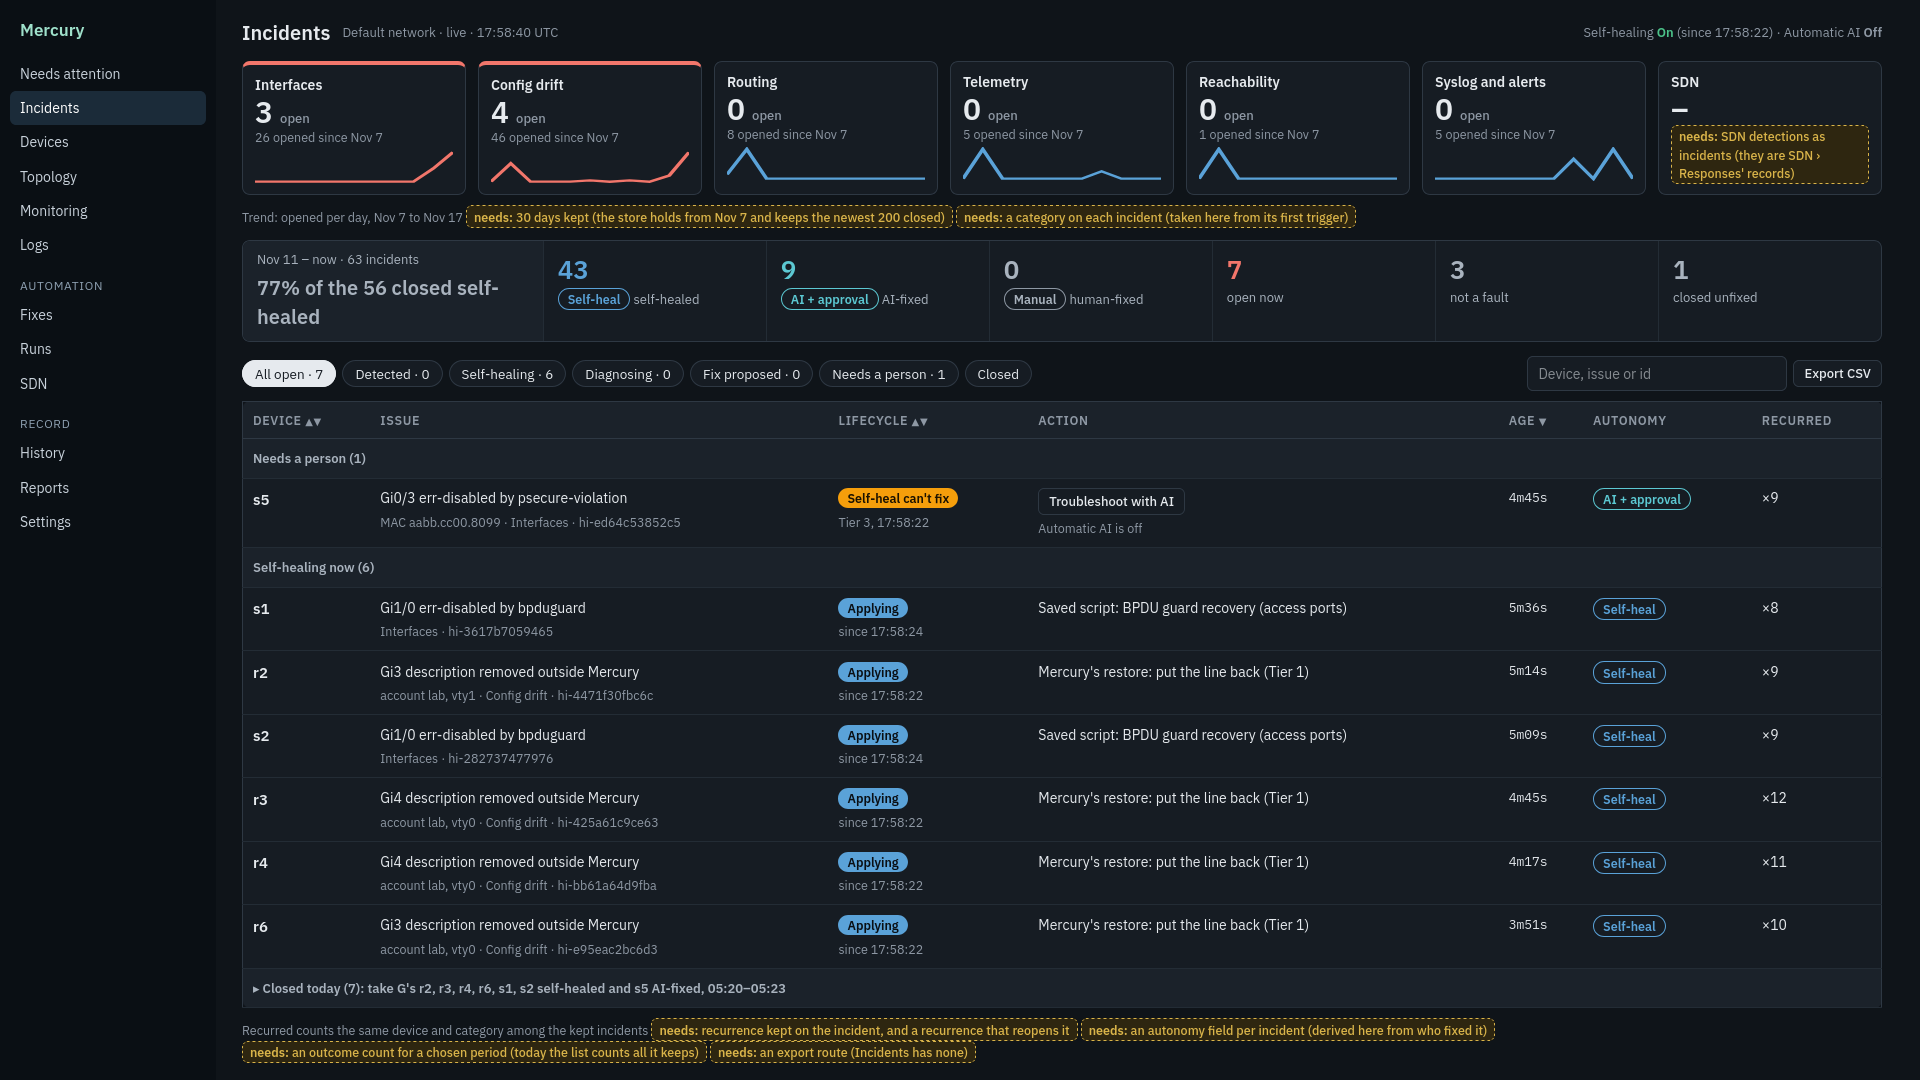 Mercury
Needs attention
Incidents
Devices
Topology
Monitoring
Logs
AUTOMATION
Fixes
Runs
SDN
RECORD
History
Reports
Settings
Incidents Default network · live · 17:58:40 UTC
Self-healing On (since 17:58:22) · Automatic AI Off
Interfaces
3 open
26 opened since Nov 7
Config drift
4 open
46 opened since Nov 7
Routing
0 open
8 opened since Nov 7
Telemetry
0 open
5 opened since Nov 7
Reachability
0 open
1 opened since Nov 7
Syslog and alerts
0 open
5 opened since Nov 7
SDN
–
needs: SDN detections as
incidents (they are SDN ›
Responses' records)
Trend: opened per day, Nov 7 to Nov 17 needs: 30 days kept (the store holds from Nov 7 and keeps the newest 200 closed) needs: a category on each incident (taken here from its first trigger)
Nov 11 – now · 63 incidents
77% of the 56 closed self-
healed
43
Self-heal self-healed
9
AI + approval AI-fixed
0
Manual human-fixed
7
open now
3
not a fault
1
closed unfixed
All open · 7 Detected · 0 Self-healing · 6 Diagnosing · 0 Fix proposed · 0 Needs a person · 1 Closed
Device, issue or id Export CSV
DEVICE ▲▼ ISSUE LIFECYCLE ▲▼ ACTION AGE ▼ AUTONOMY RECURRED
Needs a person (1)
s5 Gi0/3 err-disabled by psecure-violation Self-heal can't fix Troubleshoot with AI 4m45s AI + approval ×9
MAC aabb.cc00.8099 · Interfaces · hi-ed64c53852c5 Tier 3, 17:58:22 Automatic AI is off
Self-healing now (6)
s1 Gi1/0 err-disabled by bpduguard Applying Saved script: BPDU guard recovery (access ports) 5m36s Self-heal ×8
Interfaces · hi-3617b7059465 since 17:58:24
r2 Gi3 description removed outside Mercury Applying Mercury's restore: put the line back (Tier 1) 5m14s Self-heal ×9
account lab, vty1 · Config drift · hi-4471f30fbc6c since 17:58:22
s2 Gi1/0 err-disabled by bpduguard Applying Saved script: BPDU guard recovery (access ports) 5m09s Self-heal ×9
Interfaces · hi-282737477976 since 17:58:24
r3 Gi4 description removed outside Mercury Applying Mercury's restore: put the line back (Tier 1) 4m45s Self-heal ×12
account lab, vty0 · Config drift · hi-425a61c9ce63 since 17:58:22
r4 Gi4 description removed outside Mercury Applying Mercury's restore: put the line back (Tier 1) 4m17s Self-heal ×11
account lab, vty0 · Config drift · hi-bb61a64d9fba since 17:58:22
r6 Gi3 description removed outside Mercury Applying Mercury's restore: put the line back (Tier 1) 3m51s Self-heal ×10
account lab, vty0 · Config drift · hi-e95eac2bc6d3 since 17:58:22
▸ Closed today (7): take G's r2, r3, r4, r6, s1, s2 self-healed and s5 AI-fixed, 05:20–05:23
Recurred counts the same device and category among the kept incidents needs: recurrence kept on the incident, and a recurrence that reopens it needs: an autonomy field per incident (derived here from who fixed it)
needs: an outcome count for a chosen period (today the list counts all it keeps) needs: an export route (Incidents has none)